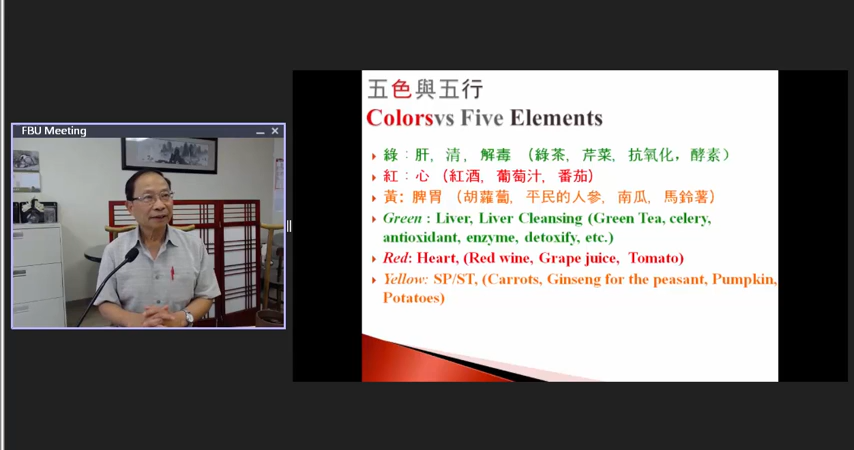 FBU Meeting
五色與五行
Colorsvs Five Elements
綠：肝，清，解毒 （綠茶，芹菜，抗氧化，酵素）
紅：心 （紅酒，葡萄汁，番茄）
黃：脾胃 （胡蘿蔔，平民的人參，南瓜，馬鈴薯）
Green : Liver, Liver Cleansing (Green Tea, celery,
antioxidant, enzyme, detoxify, etc.)
Red: Heart, (Red wine, Grape juice, Tomato)
Yellow: SP/ST, (Carrots, Ginseng for the peasant, Pumpkin,
Potatoes)